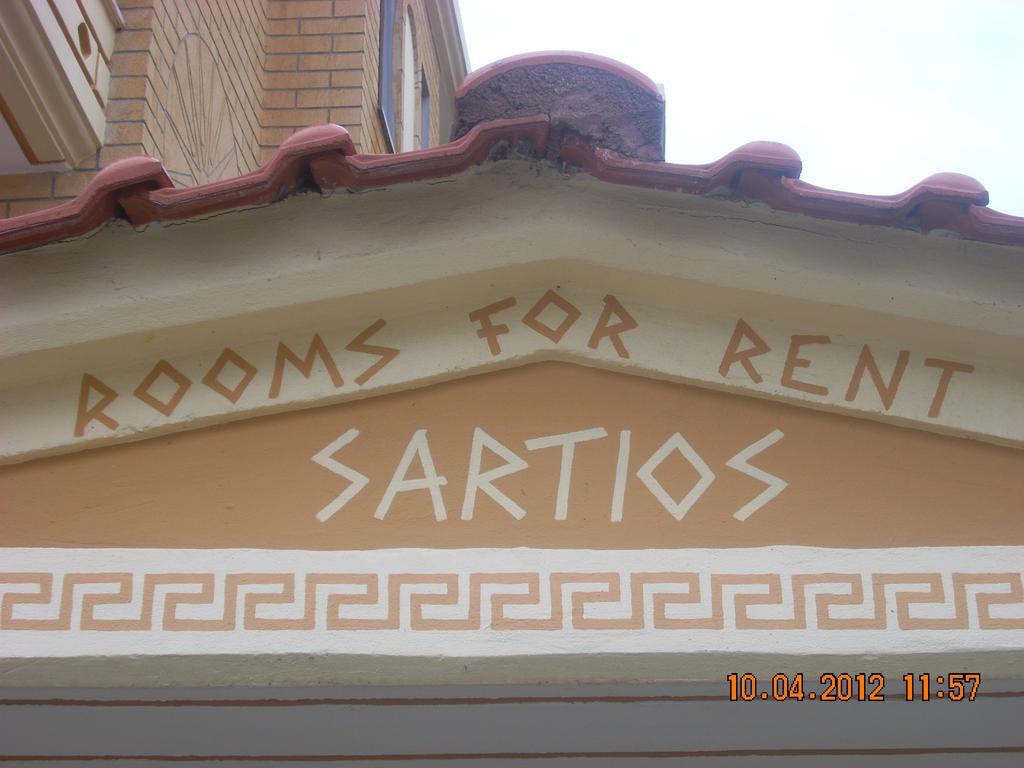 ROOMS FOR RENT
SARTIOS
10.04.2012 11:57